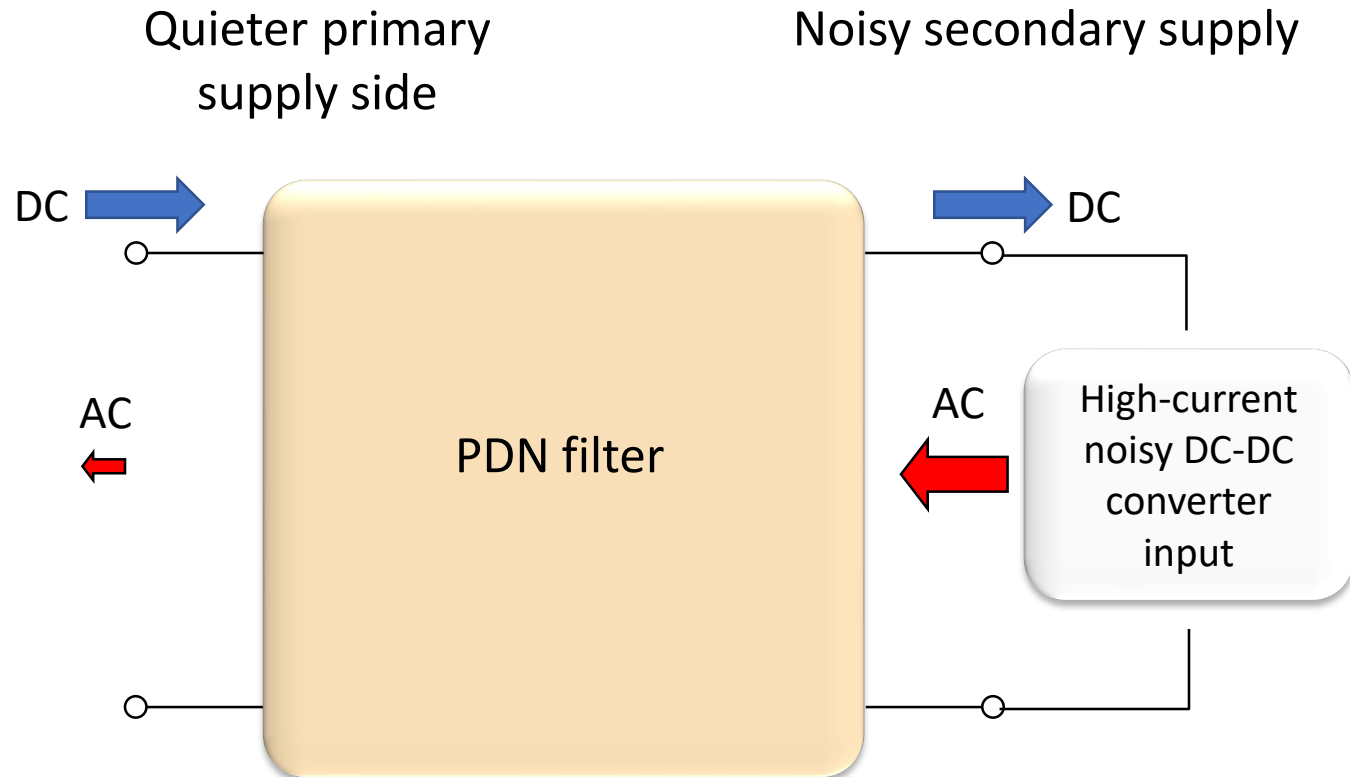 Quieter primary
supply side
Noisy secondary supply
DC
DC
AC
PDN filter
AC
High-current
noisy DC-DC
converter
input